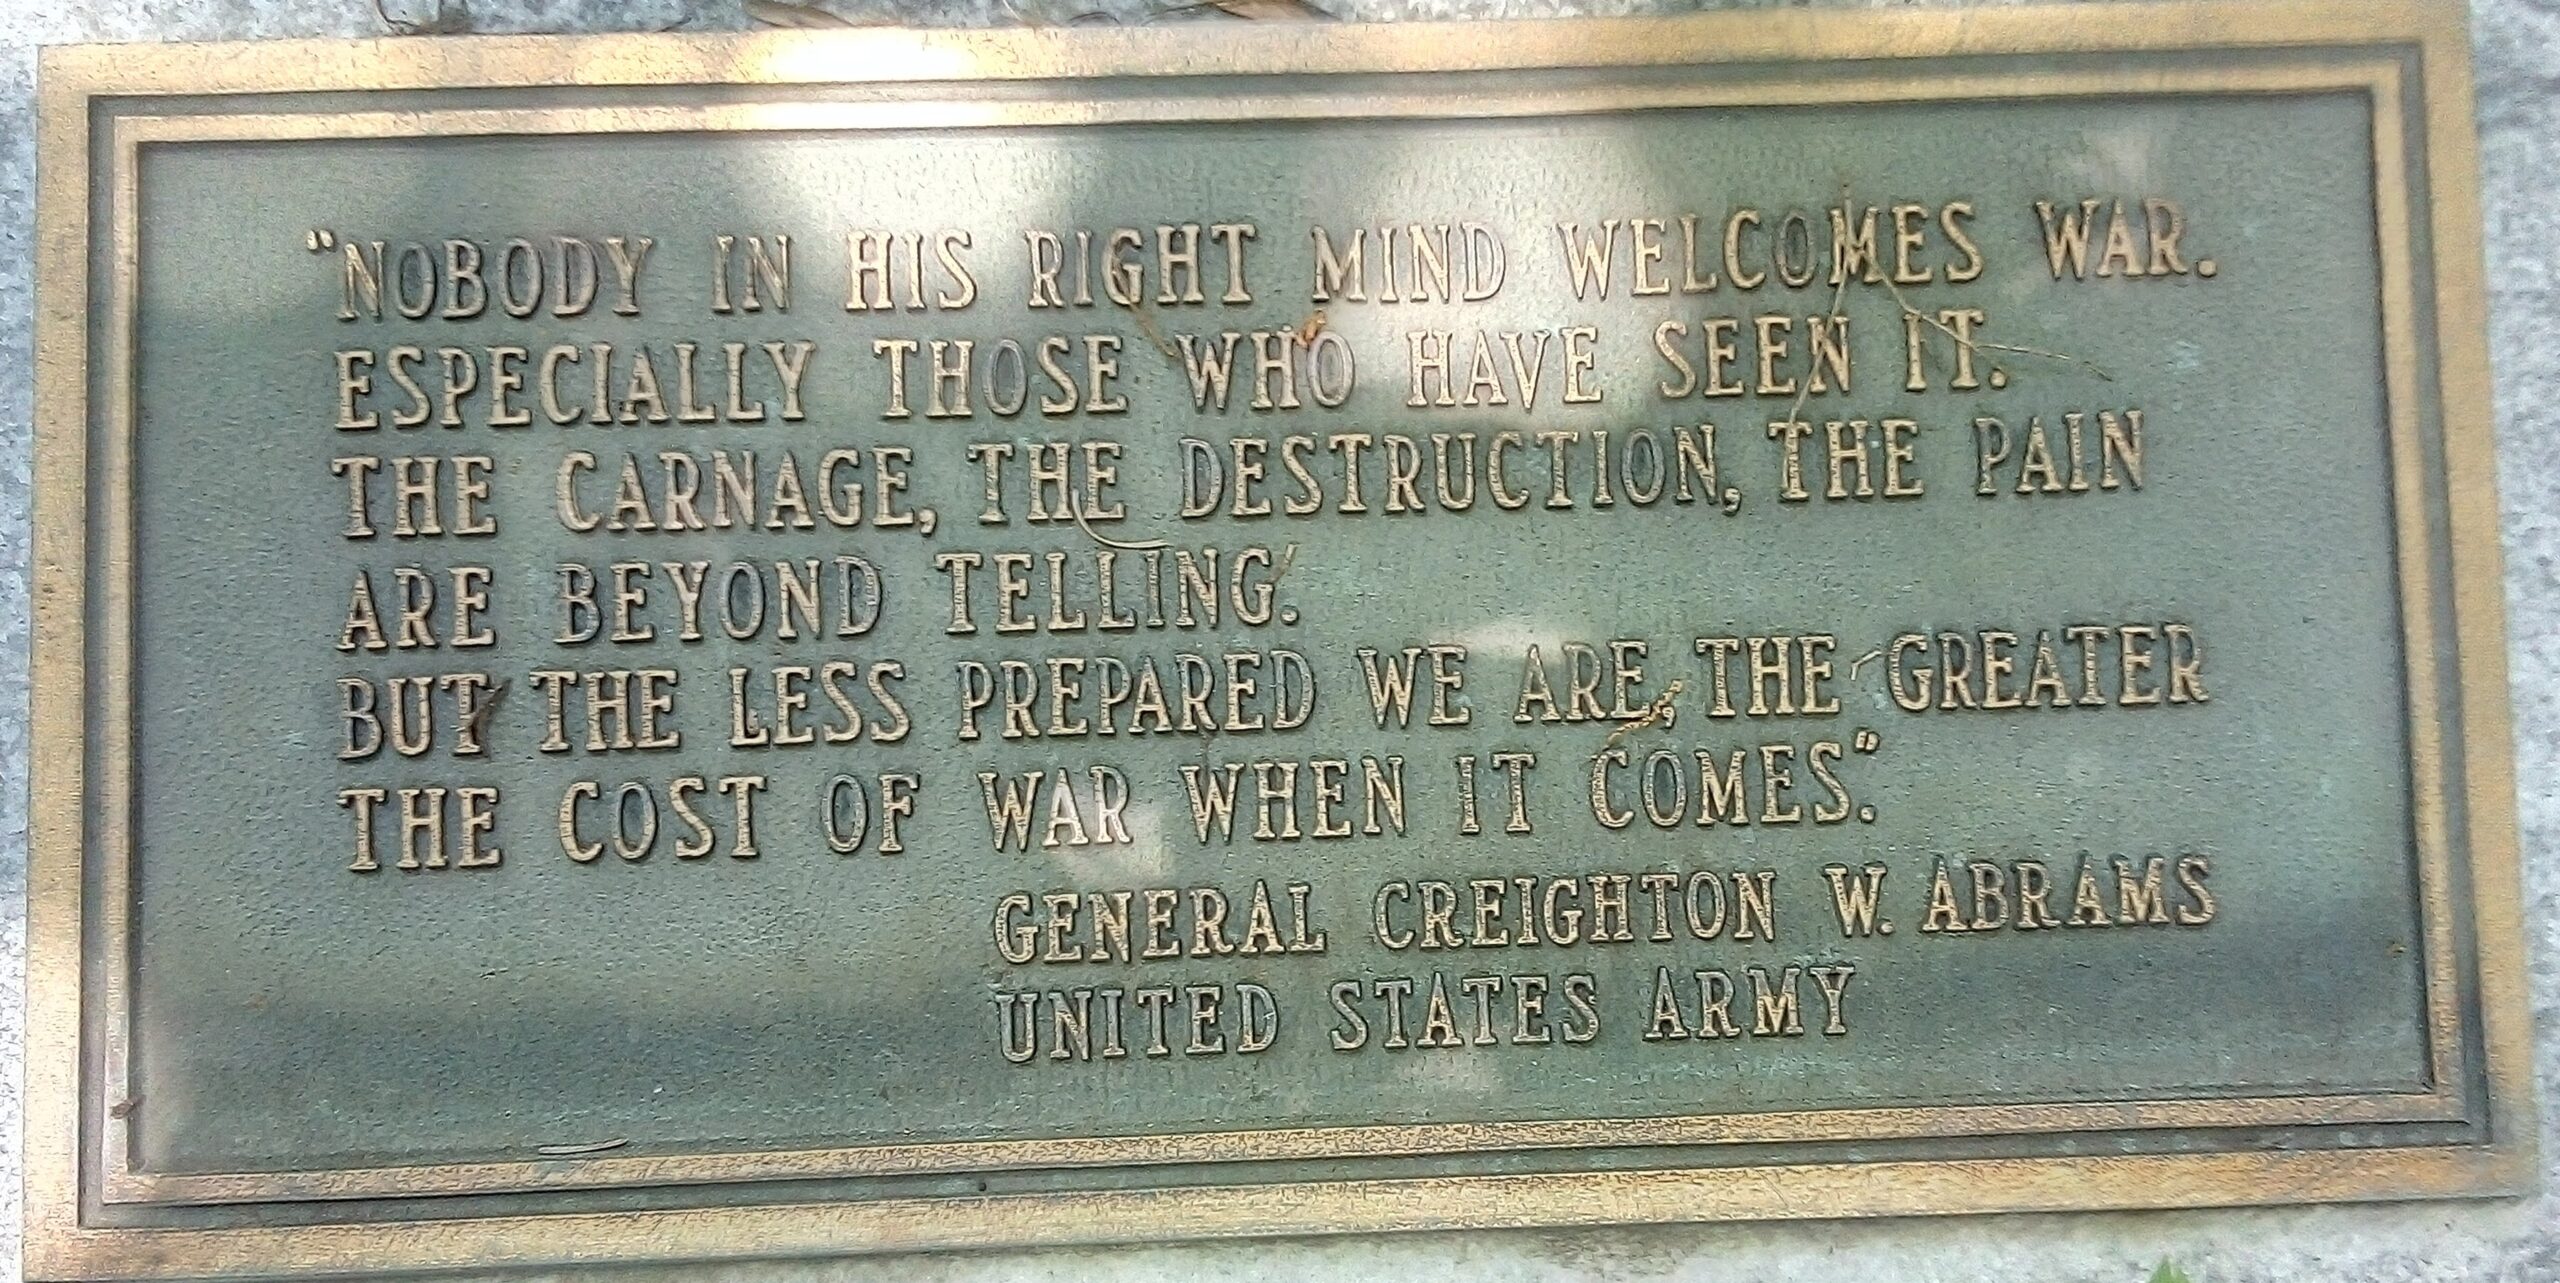 “NOBODY IN HIS RIGHT MIND WELCOMES WAR.
ESPECIALLY THOSE WHO HAVE SEEN IT.
THE CARNAGE, THE DESTRUCTION, THE PAIN
ARE BEYOND TELLING.
BUT THE LESS PREPARED WE ARE, THE GREATER
THE COST OF WAR WHEN IT COMES.”
GENERAL CREIGHTON W. ABRAMS
UNITED STATES ARMY